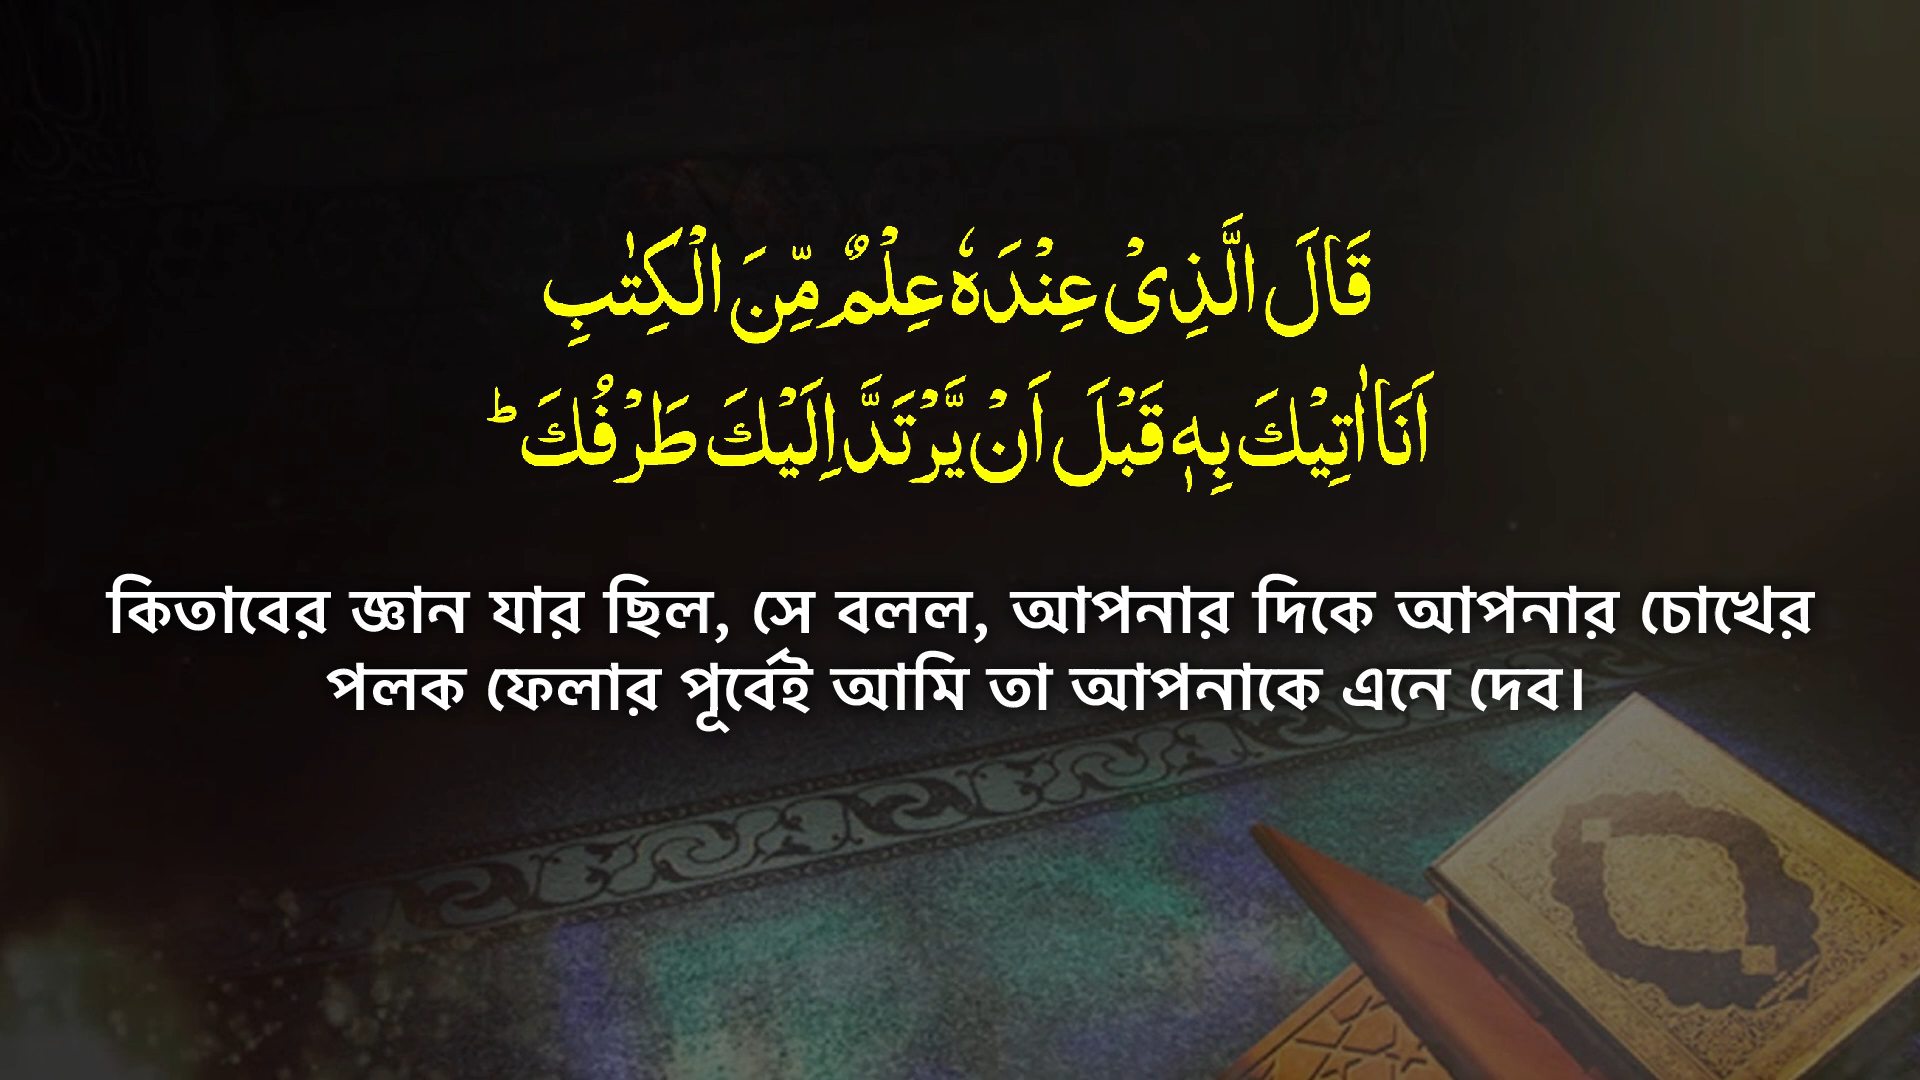 قَالَ الَّذِیْ عِنْدَهٗ عِلْمٌ مِّنَ الْكِتٰبِ
اَنَا اٰتِیْكَ بِهٖ قَبْلَ اَنْ یَّرْتَدَّ اِلَیْكَ طَرْفُكَ ؕ
কিতাবের জ্ঞান যার ছিল, সে বলল, আপনার দিকে আপনার চোখের
পলক ফেলার পূর্বেই আমি তা আপনাকে এনে দেব।